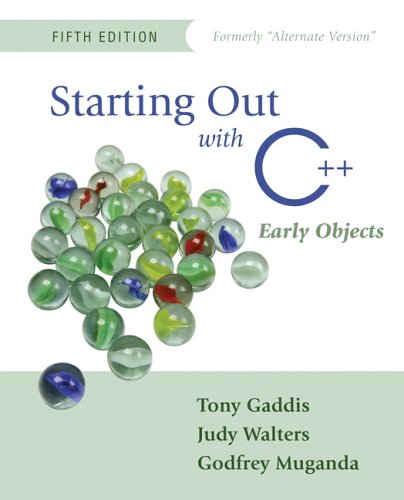 FIFTH EDITION
Formerly "Alternate Version"
Starting Out
with C++
Early Objects
Tony Gaddis
Judy Walters
Godfrey Muganda